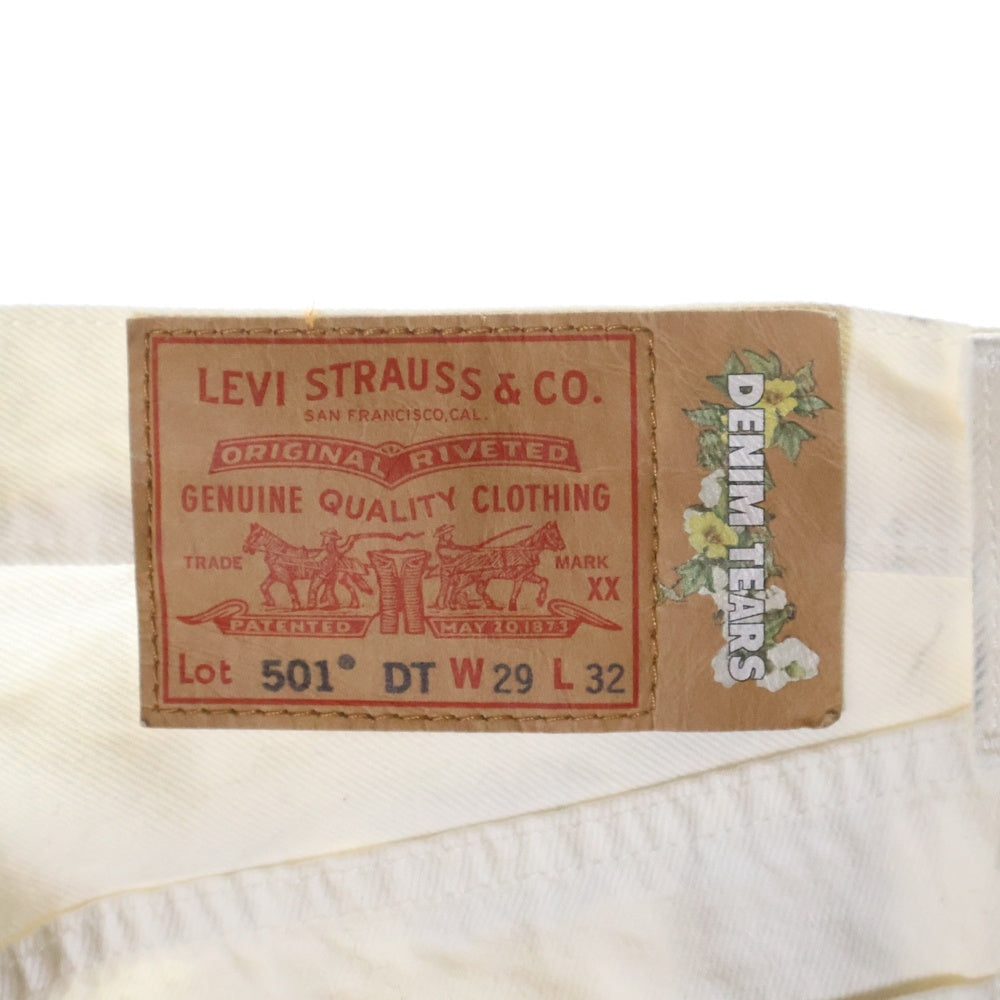 LEVI STRAUSS & CO.
SAN FRANCISCO, CAL.
ORIGINAL RIVETED
GENUINE QUALITY CLOTHING
TRADE MARK
XX
PATENTED MAY 20 1873
Lot 501® DT W 29 L 32
DENIM TEARS